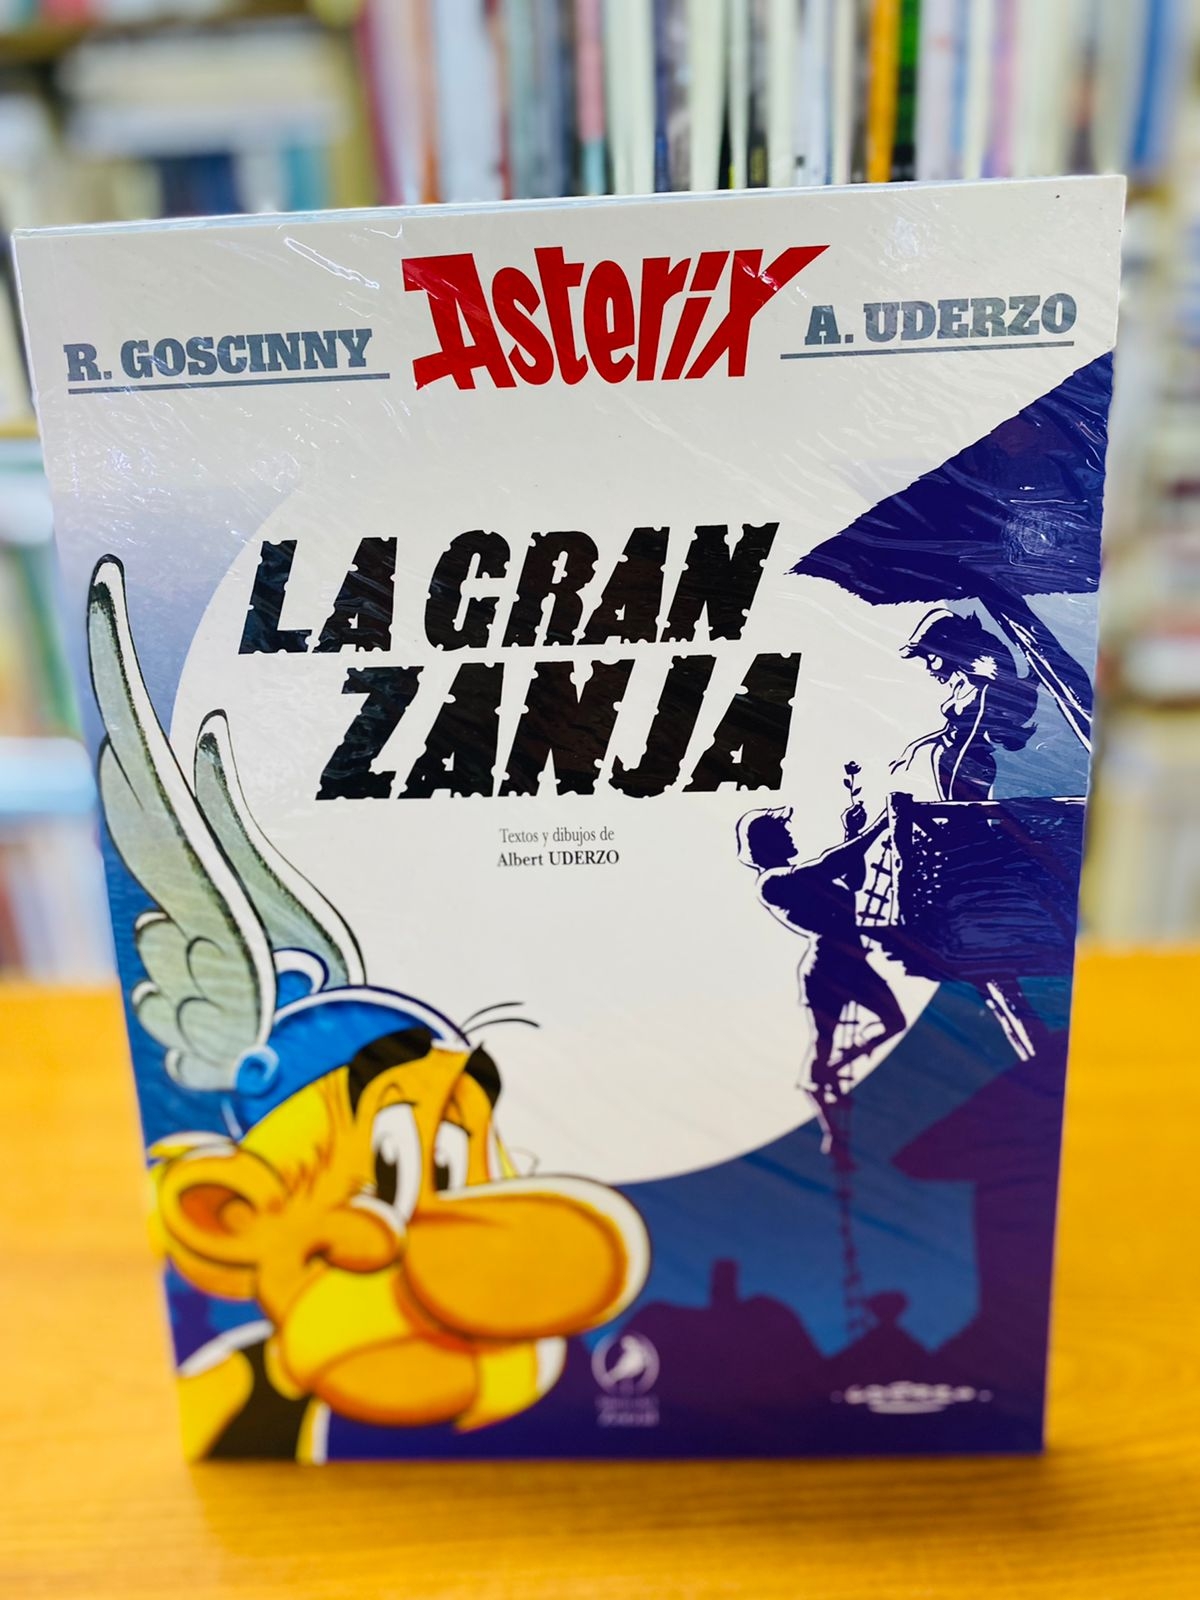 R. GOSCINNY
Asterix
A. UDERZO
LA GRAN
ZANJA
Textos y dibujos de
Albert UDERZO